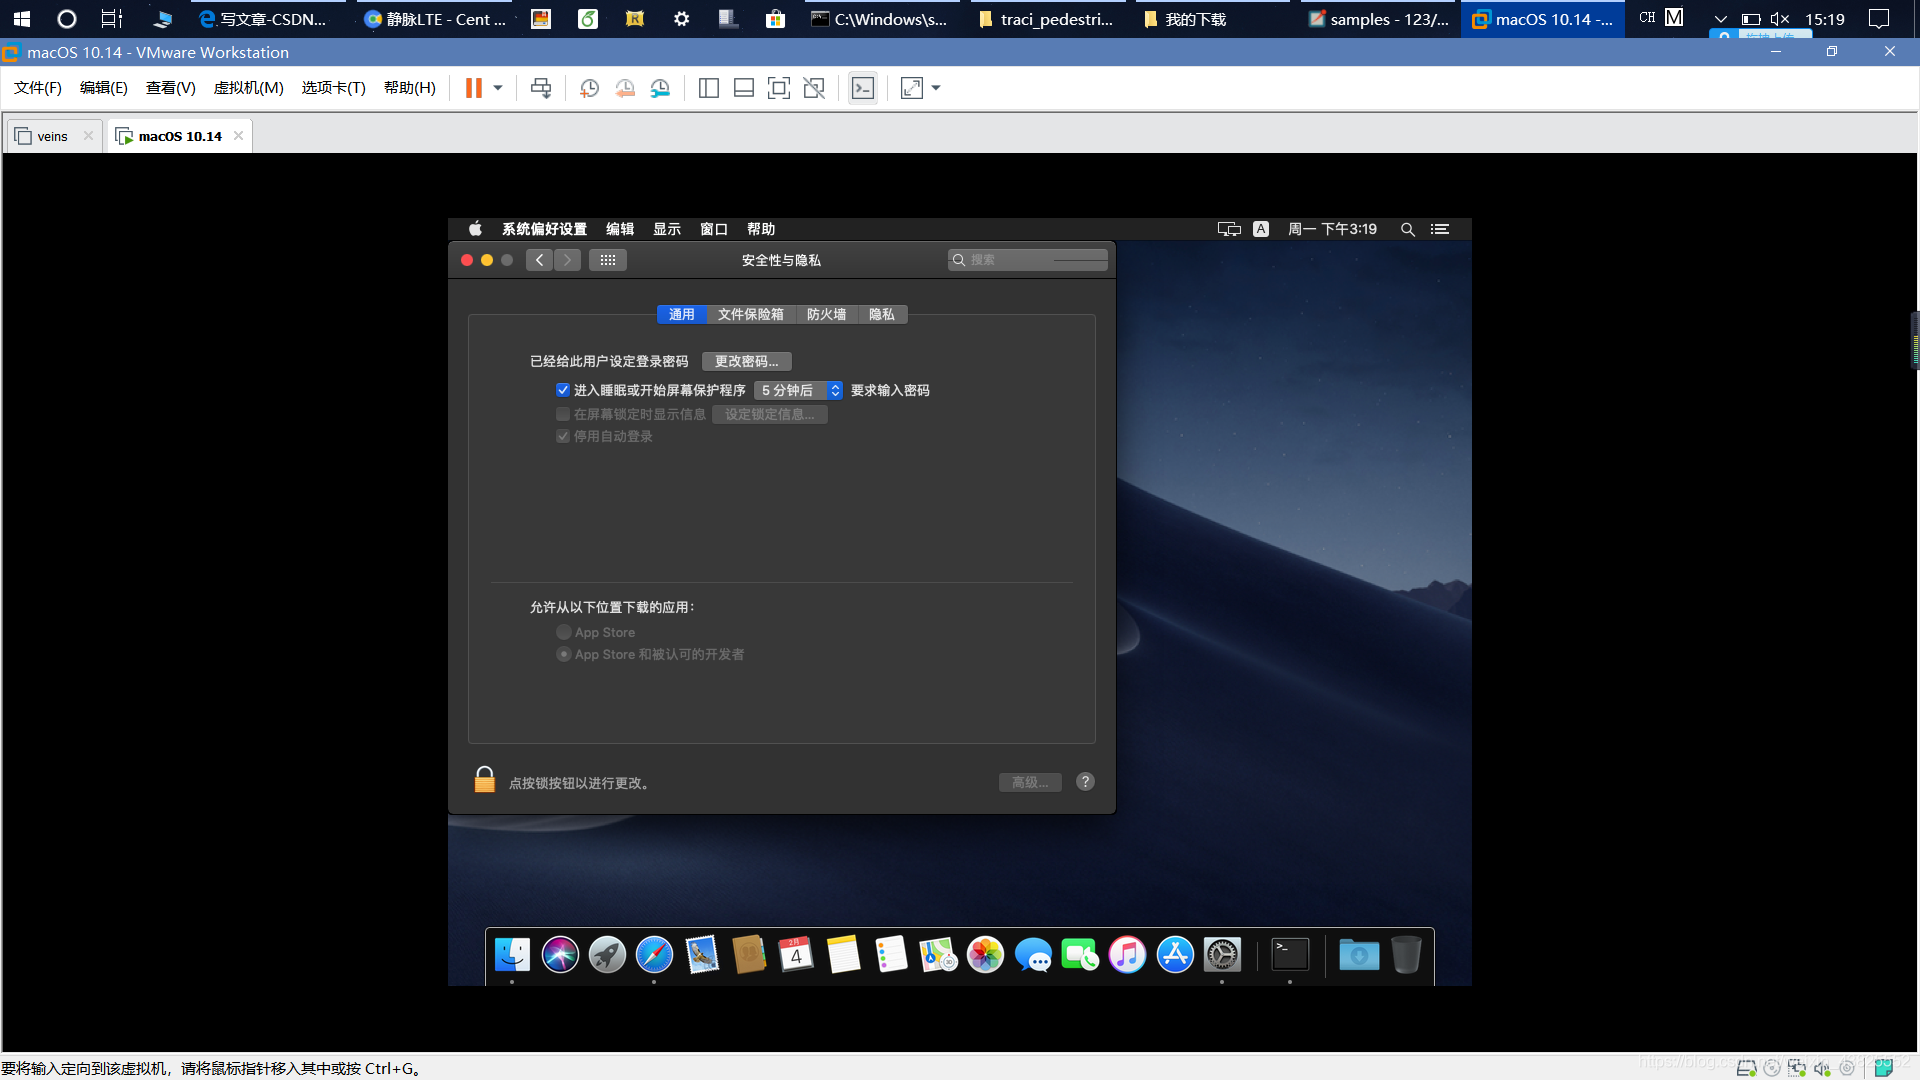 写文章-CSDN...
静脉LTE - Cent ...
C:\Windows\s...
traci_pedestri...
我的下载
samples - 123/...
macOS 10.14 -...
CH
M
15:19
macOS 10.14 - VMware Workstation
文件(F) 编辑(E) 查看(V) 虚拟机(M) 选项卡(T) 帮助(H)
veins
macOS 10.14
系统偏好设置 编辑 显示 窗口 帮助
A
周一 下午3:19
安全性与隐私
搜索
通用 文件保险箱 防火墙 隐私
已经给此用户设定登录密码 更改密码...
进入睡眠或开始屏幕保护程序 5 分钟后 要求输入密码
在屏幕锁定时显示信息 设定锁定信息...
停用自动登录
允许从以下位置下载的应用：
App Store
App Store 和被认可的开发者
点按锁按钮以进行更改。
高级... ?
2月
4
要将输入定向到该虚拟机，请将鼠标指针移入其中或按 Ctrl+G。